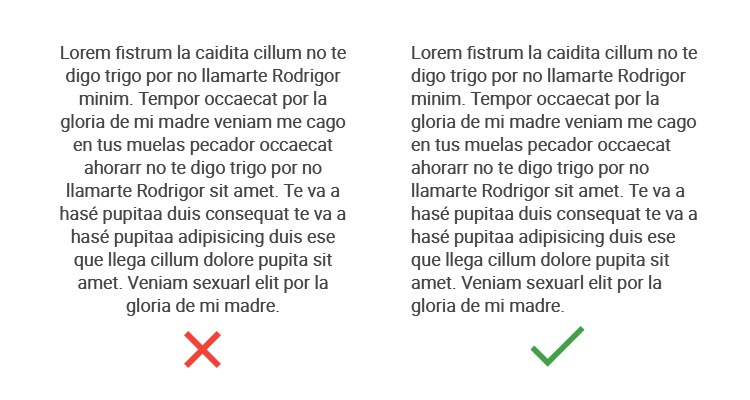 Lorem fistrum la caidita cillum no te
digo trigo por no llamarte Rodrigor
minim. Tempor occaecat por la
gloria de mi madre veniam me cago
en tus muelas pecador occaecat
ahorarr no te digo trigo por no
llamarte Rodrigor sit amet. Te va a
hasé pupitaa duis consequat te va a
hasé pupitaa adipisicing duis ese
que llega cillum dolore pupita sit
amet. Veniam sexuarl elit por la
gloria de mi madre.
Lorem fistrum la caidita cillum no te
digo trigo por no llamarte Rodrigor
minim. Tempor occaecat por la
gloria de mi madre veniam me cago
en tus muelas pecador occaecat
ahorarr no te digo trigo por no
llamarte Rodrigor sit amet. Te va a
hasé pupitaa duis consequat te va a
hasé pupitaa adipisicing duis ese
que llega cillum dolore pupita sit
amet. Veniam sexuarl elit por la
gloria de mi madre.